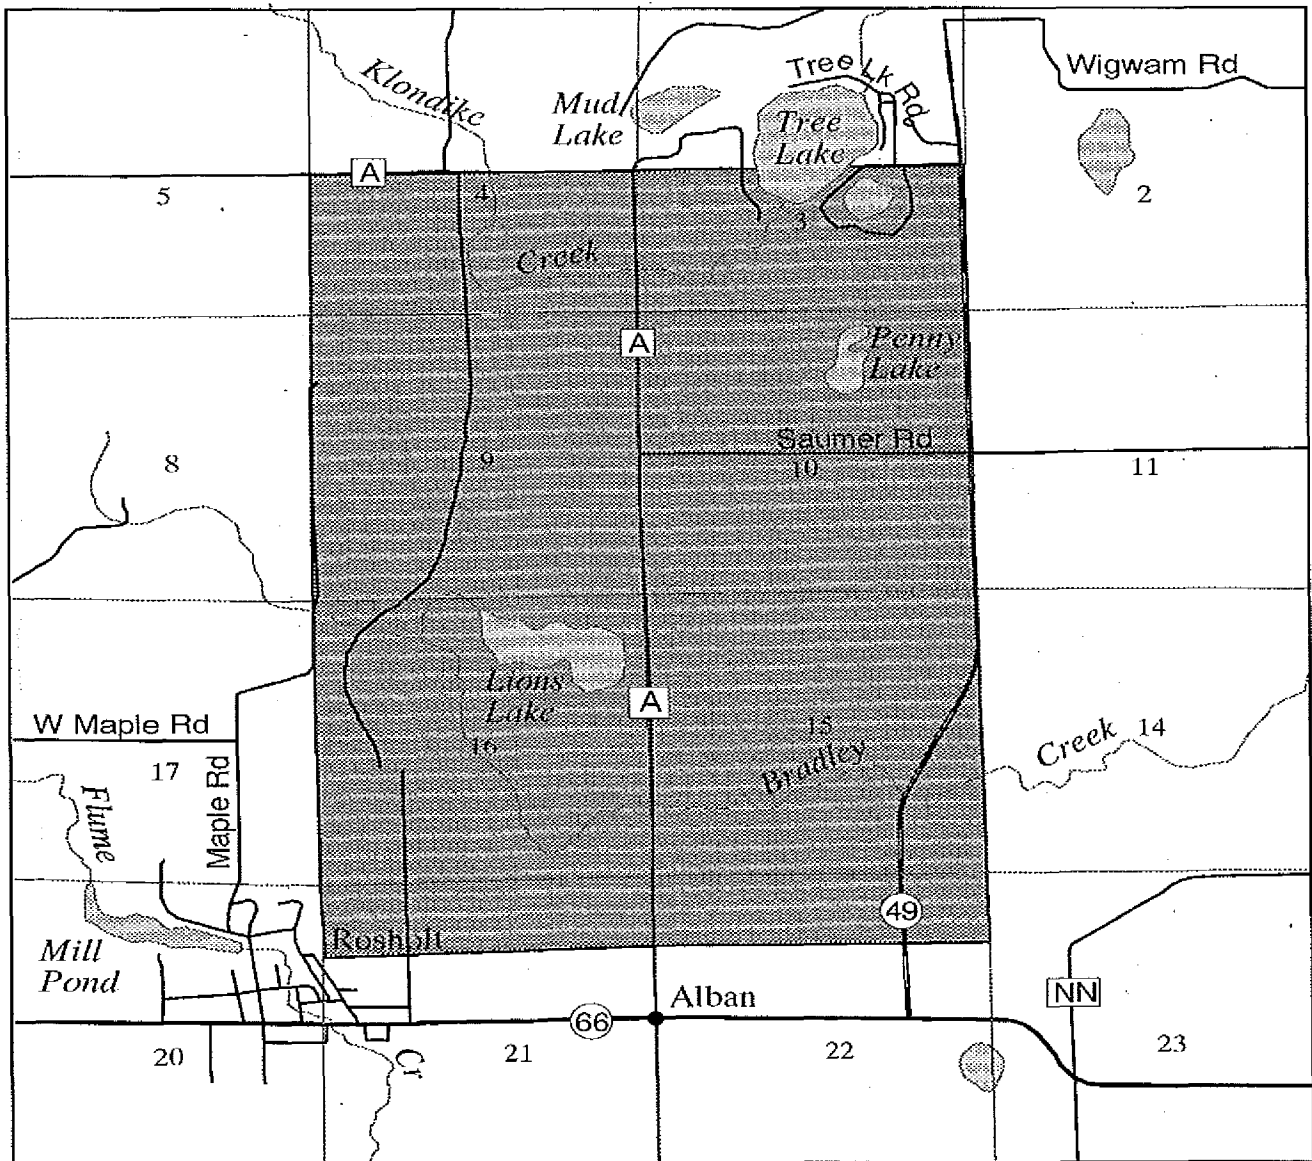 Klondike
Mud
Lake
Tree Lk Rd
Tree
Lake
Wigwam Rd
A
5
4
3
2
Creek
A
Penny
Lake
Saumer Rd
8
9
10
11
Lions
Lake
A
W Maple Rd
17
Maple Rd
16
15
Bradley
Creek
14
Flume
49
Mill
Pond
Rosholt
Alban
NN
66
20
Cr
21
22
23